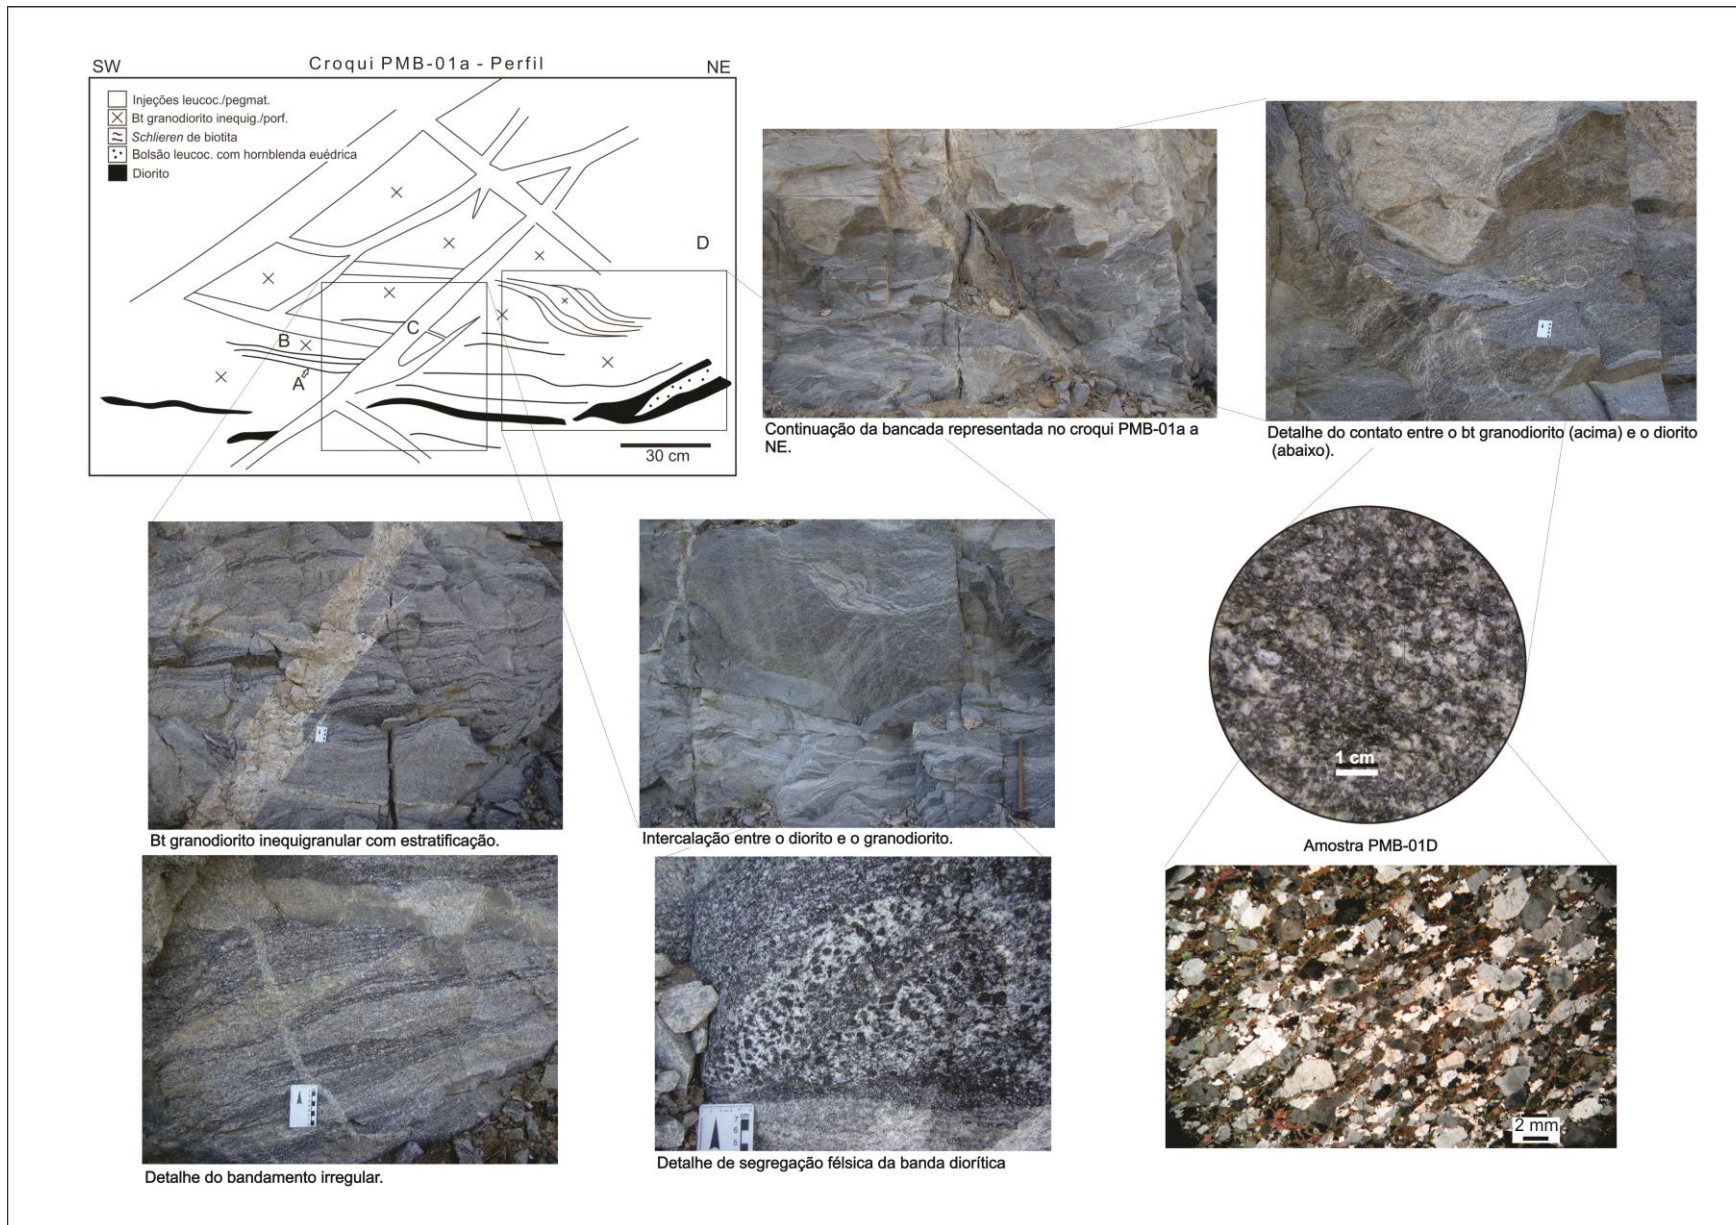 SW
Croqui PMB-01a - Perfil
NE
Injeções leucoc./pegmat.
Bt granodiorito inequig./porf.
Schlieren de biotita
Bolsão leucoc. com hornblenda euédrica
Diorito
D
C
B
A
30 cm
Continuação da bancada representada no croqui PMB-01a a
NE.
Detalhe do contato entre o bt granodiorito (acima) e o diorito
(abaixo).
Bt granodiorito inequigranular com estratificação.
Intercalação entre o diorito e o granodiorito.
1 cm
Amostra PMB-01D
Detalhe do bandamento irregular.
7
6
5
Detalhe de segregação félsica da banda diorítica
2 mm